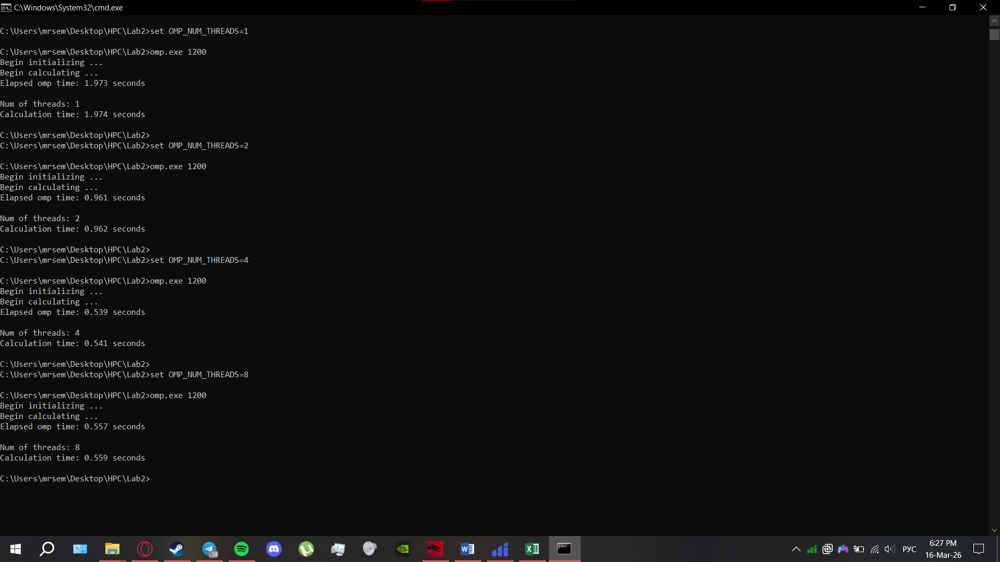 C:\Windows\System32\cmd.exe
C:\Users\mrsem\Desktop\HPC\Lab2>set OMP_NUM_THREADS=1
C:\Users\mrsem\Desktop\HPC\Lab2>omp.exe 1200
Begin initializing ...
Begin calculating ...
Elapsed omp time: 1.973 seconds
Num of threads: 1
Calculation time: 1.974 seconds
C:\Users\mrsem\Desktop\HPC\Lab2>
C:\Users\mrsem\Desktop\HPC\Lab2>set OMP_NUM_THREADS=2
C:\Users\mrsem\Desktop\HPC\Lab2>omp.exe 1200
Begin initializing ...
Begin calculating ...
Elapsed omp time: 0.961 seconds
Num of threads: 2
Calculation time: 0.962 seconds
C:\Users\mrsem\Desktop\HPC\Lab2>
C:\Users\mrsem\Desktop\HPC\Lab2>set OMP_NUM_THREADS=4
C:\Users\mrsem\Desktop\HPC\Lab2>omp.exe 1200
Begin initializing ...
Begin calculating ...
Elapsed omp time: 0.539 seconds
Num of threads: 4
Calculation time: 0.541 seconds
C:\Users\mrsem\Desktop\HPC\Lab2>
C:\Users\mrsem\Desktop\HPC\Lab2>set OMP_NUM_THREADS=8
C:\Users\mrsem\Desktop\HPC\Lab2>omp.exe 1200
Begin initializing ...
Begin calculating ...
Elapsed omp time: 0.557 seconds
Num of threads: 8
Calculation time: 0.559 seconds
C:\Users\mrsem\Desktop\HPC\Lab2>
РУС
6:27 PM
16-Mar-26